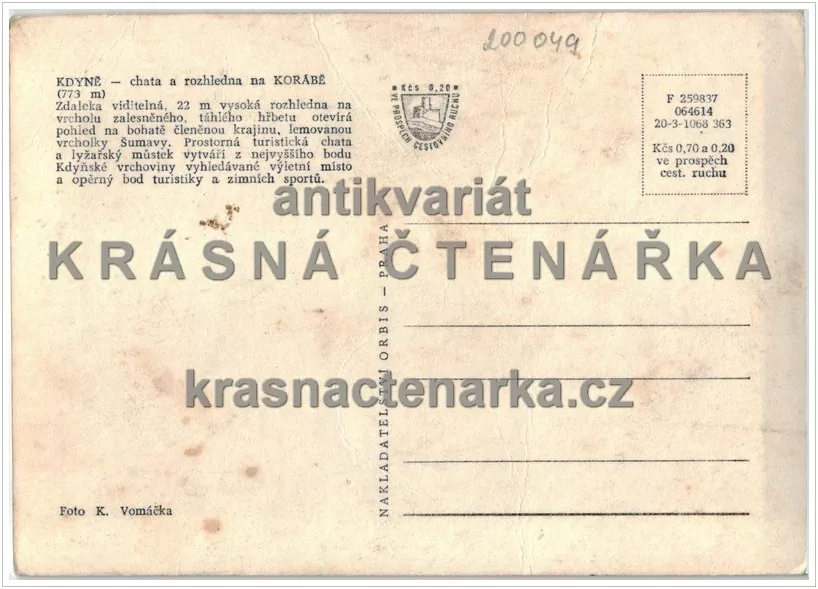 200 049
KDYNĚ — chata a rozhledna na KORÁBĚ
(773 m)
Zdaleka viditelná, 22 m vysoká rozhledna na
vrcholu zalesněného, táhlého hřbetu otevírá
pohled na bohatě členěnou krajinu, lemovanou
vrcholky Šumavy. Prostorná turistická chata
a lyžařský můstek vytváří z nejvyššího bodu
Kdyňské vrchoviny vyhledávané výletní místo
a opěrný bod turistiky a zimních sportů.
Kčs 0,20
VE PROSPĚCH CESTOVNÍHO RUCHU
F 259837
064614
20-3-1068 363
Kčs 0,70 a 0.20
ve prospěch
cest. ruchu
antikvariát
KRÁSNÁ ČTENÁŘKA
krasnactenarka.cz
NAKLADATELSTVÍ ORBIS — PRAHA
Foto K. Vomáčka